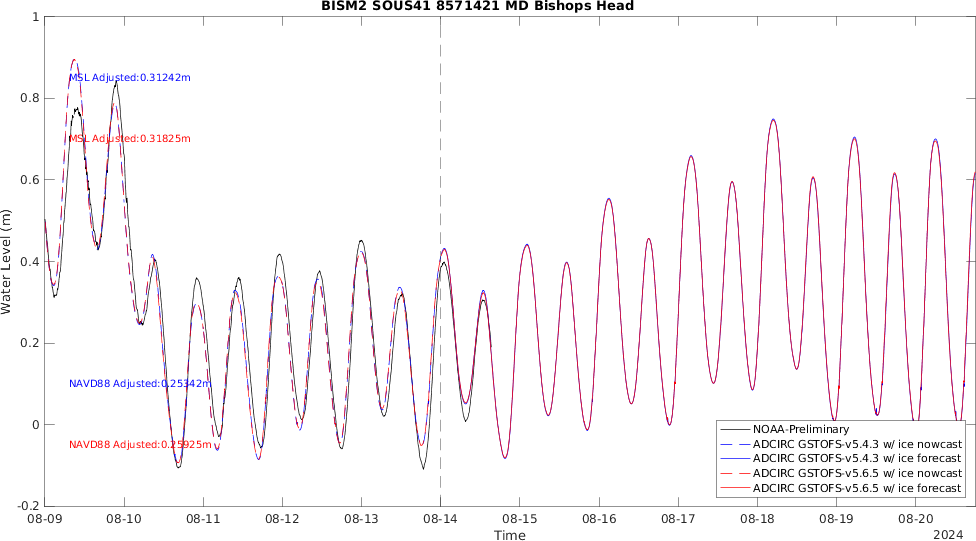 BISM2 SOUS41 8571421 MD Bishops Head
1
0.8
0.6
0.4
0.2
0
-0.2
Water Level (m)
MSL Adjusted:0.31242m
MSL Adjusted:0.31825m
NAVD88 Adjusted:0.25342m
NAVD88 Adjusted:0.25925m
NOAA-Preliminary
ADCIRC GSTOFS-v5.4.3 w/ ice nowcast
ADCIRC GSTOFS-v5.4.3 w/ ice forecast
ADCIRC GSTOFS-v5.6.5 w/ ice nowcast
ADCIRC GSTOFS-v5.6.5 w/ ice forecast
08-09 08-10 08-11 08-12 08-13 08-14 08-15 08-16 08-17 08-18 08-19 08-20
Time
2024